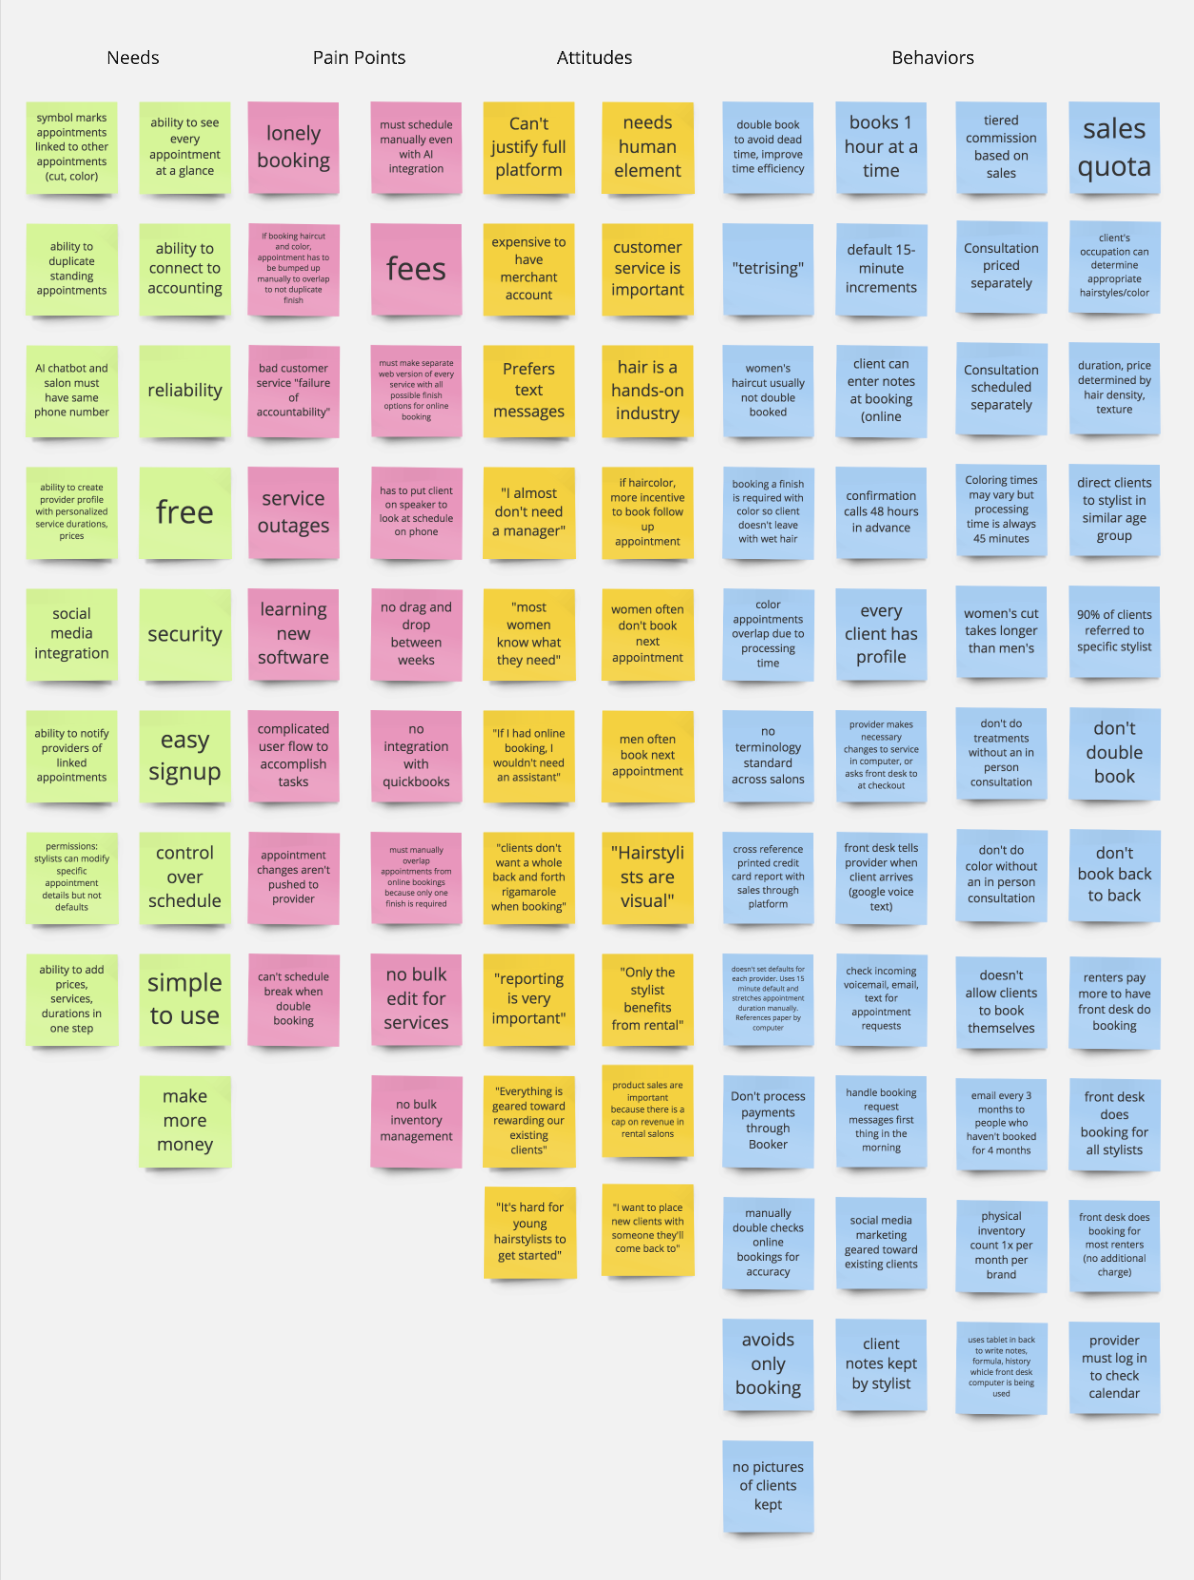 Needs
Pain Points
Attitudes
Behaviors
symbol marks
appointments
linked to other
appointments
(cut, color)
ability to see
every
appointment
at a glance
lonely
booking
must schedule
manually even
with AI
integration
Can't
justify full
platform
needs
human
element
double book
to avoid dead
time, improve
time efficiency
books 1
hour at a
time
tiered
commission
based on
sales
sales
quota
ability to
duplicate
standing
appointments
ability to
connect to
accounting
If booking haircut
and color,
appointment has to
be bumped up
manually to overlap
to not duplicate
finish
fees
expensive to
have
merchant
account
customer
service is
important
"tetrising"
default 15-
minute
increments
Consultation
priced
separately
client's
occupation can
determine
appropriate
hairstyles/color
AI chatbot and
salon must
have same
phone number
reliability
bad customer
service "failure
of
accountability"
must make separate
web version of every
service with all
possible finish
options for online
booking
Prefers
text
messages
hair is a
hands-on
industry
women's
haircut usually
not double
booked
client can
enter notes
at booking
(online
Consultation
scheduled
separately
duration, price
determined by
hair density,
texture
ability to create
provider profile
with personalized
service durations,
prices
free
service
outages
has to put client
on speaker to
look at schedule
on phone
"I almost
don't need
a manager"
if haircolor,
more incentive
to book follow
up
appointment
booking a finish
is required with
color so client
doesn't leave
with wet hair
confirmation
calls 48 hours
in advance
Coloring times
may vary but
processing
time is always
45 minutes
direct clients
to stylist in
similar age
group
social
media
integration
security
learning
new
software
no drag and
drop
between
weeks
"most
women
know what
they need"
women often
don't book
next
appointment
color
appointments
overlap due to
processing
time
every
client has
profile
women's cut
takes longer
than men's
90% of clients
referred to
specific stylist
ability to notify
providers of
linked
appointments
easy
signup
complicated
user flow to
accomplish
tasks
no
integration
with
quickbooks
"If I had online
booking, I
wouldn't need
an assistant"
men often
book next
appointment
no
terminology
standard
across salons
provider makes
necessary
changes to service
in computer, or
asks front desk to
at checkout
don't do
treatments
without an in
person
consultation
don't
double
book
permissions:
stylists can modify
specific
appointment
details but not
defaults
control
over
schedule
appointment
changes aren't
pushed to
provider
must manually
overlap
appointments from
online bookings
because only one
finish is required
"clients don't
want a whole
back and forth
rigamarole
when booking"
"Hairstyli
sts are
visual"
cross reference
printed credit
card report with
sales through
platform
front desk tells
provider when
client arrives
(google voice
text)
don't do
color without
an in person
consultation
don't
book back
to back
ability to add
prices,
services,
durations in
one step
simple
to use
can't schedule
break when
double
booking
no bulk
edit for
services
"reporting
is very
important"
"Only the
stylist
benefits
from rental"
doesn't set defaults
for each provider. Uses 15
minute default and
stretches appointment
duration manually.
References paper by
computer
check incoming
voicemail, email,
text for
appointment
requests
doesn't
allow clients
to book
themselves
renters pay
more to have
front desk do
booking
make
more
money
no bulk
inventory
management
"Everything is
geared toward
rewarding our
existing
clients"
product sales are
important
because there is a
cap on revenue in
rental salons
Don't process
payments
through
Booker
handle booking
request
messages first
thing in the
morning
email every 3
months to
people who
haven't booked
for 4 months
front desk
does
booking for
all stylists
"It's hard for
young
hairstylists to
get started"
"I want to place
new clients with
someone they'll
come back to"
manually
double checks
online
bookings for
accuracy
social media
marketing
geared toward
existing clients
physical
inventory
count 1x per
month per
brand
front desk does
booking for
most renters
(no additional
charge)
avoids
only
booking
client
notes kept
by stylist
uses tablet in back
to write notes,
formula, history
whicle front desk
computer is being
used
provider
must log in
to check
calendar
no pictures
of clients
kept